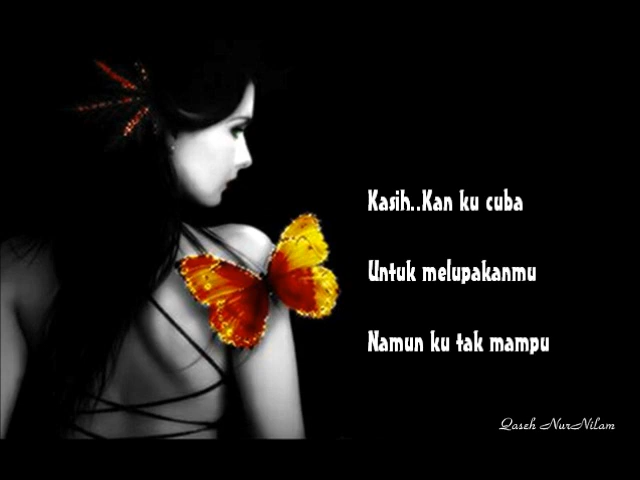 Kasih..Kan ku cuba
Untuk melupakanmu
Namun ku tak mampu
Qaseh NurNilam